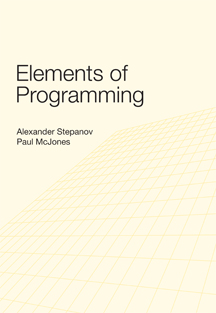 Elements of
Programming
Alexander Stepanov
Paul McJones